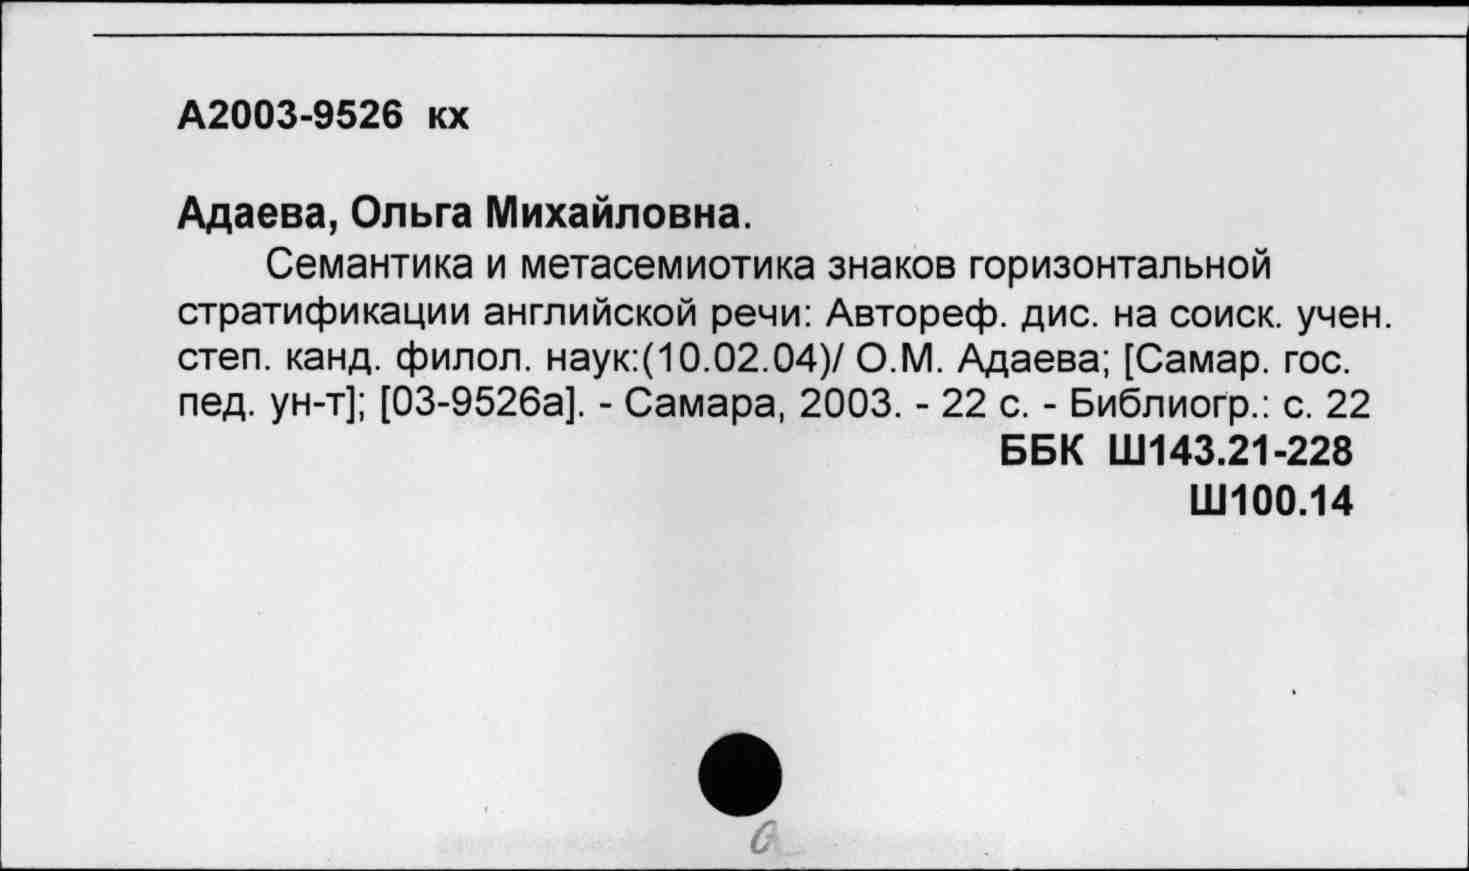 А2003-9526 кх
Адаева, Ольга Михайловна.
Семантика и метасемиотика знаков горизонтальной
стратификации английской речи: Автореф. дис. на соиск. учен.
степ. канд. филол. наук:(10.02.04)/ О.М. Адаева; [Самар. гос.
пед. ун-т]; [03-9526а]. - Самара, 2003. - 22 с. - Библиогр.: с. 22
ББК Ш143.21-228
Ш100.14